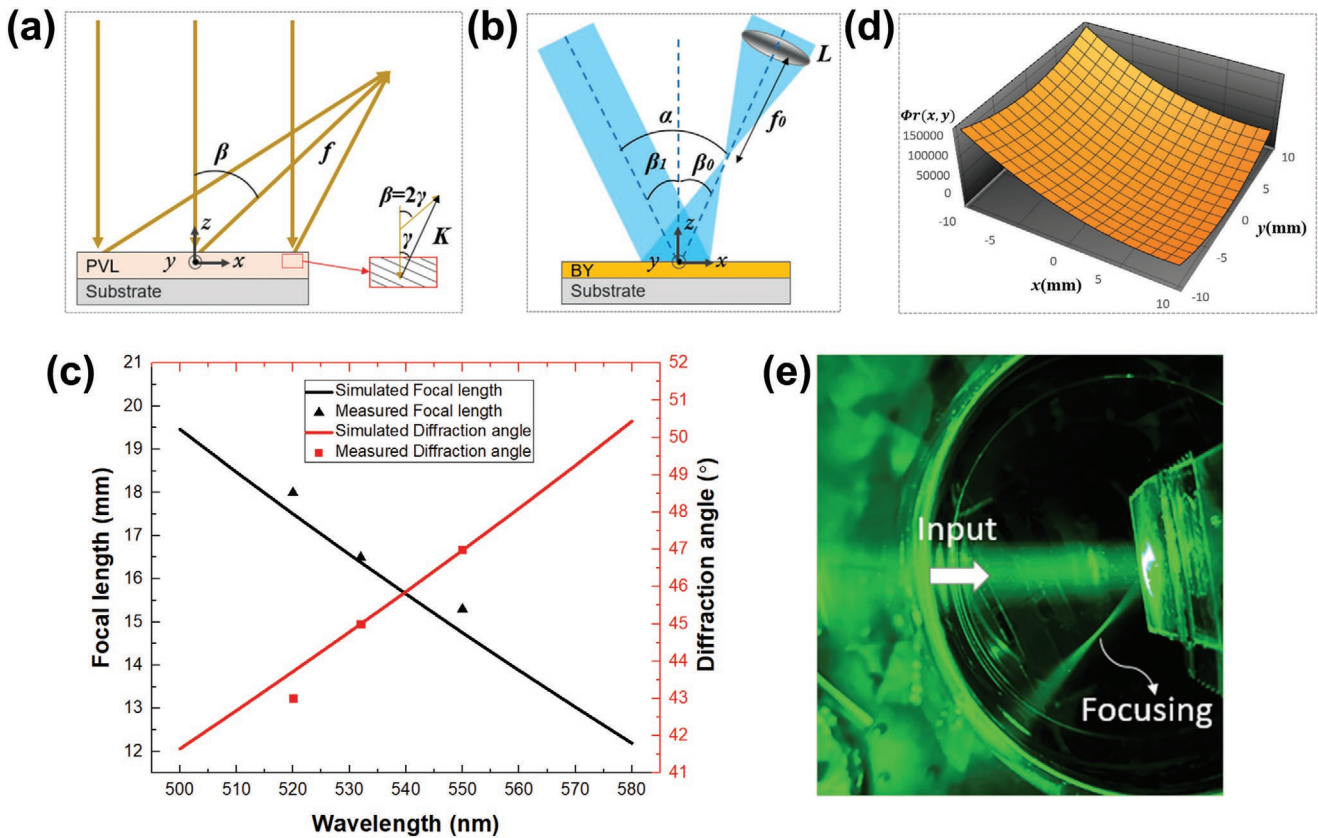 (a)
β
f
β=2γ
γ
K
z
PVL
y
x
Substrate
(b)
L
α
f0
β1
β0
z
BY
y
x
Substrate
(d)
Φr(x, y)
150000
100000
50000
0
-10
-5
0
5
10
x(mm)
10
5
0
y(mm)
-10
(c)
21
20
19
18
17
16
15
14
13
12
Focal length (mm)
Simulated Focal length
Measured Focal length
Simulated Diffraction angle
Measured Diffraction angle
52
51
50
49
48
47
46
45
44
43
42
41
Diffraction angle (°)
500
510
520
530
540
550
560
570
580
Wavelength (nm)
(e)
Input
Focusing